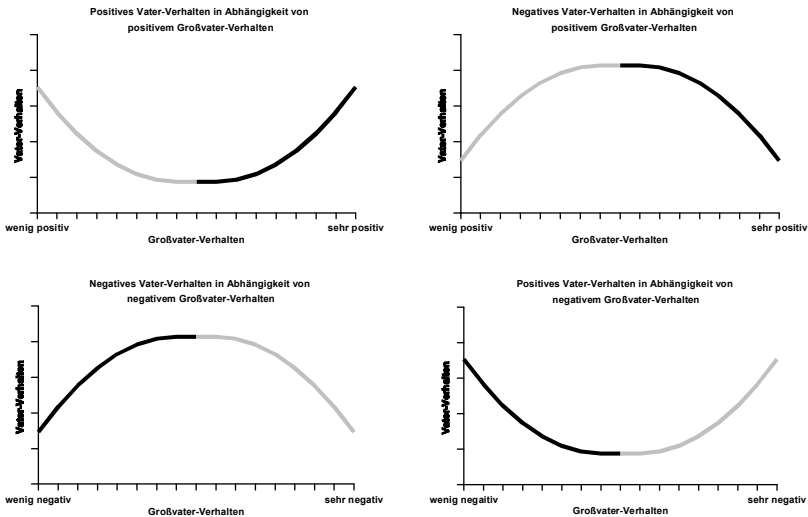 Positives Vater-Verhalten in Abhängigkeit von
positivem Großvater-Verhalten
Vater-Verhalten
wenig positiv
sehr positiv
Großvater-Verhalten
Negatives Vater-Verhalten in Abhängigkeit von
positivem Großvater-Verhalten
Vater-Verhalten
wenig positiv
sehr positiv
Großvater-Verhalten
Negatives Vater-Verhalten in Abhängigkeit von
negativem Großvater-Verhalten
Vater-Verhalten
wenig negativ
sehr negativ
Großvater-Verhalten
Positives Vater-Verhalten in Abhängigkeit von
negativem Großvater-Verhalten
Vater-Verhalten
wenig negaitiv
sehr negativ
Großvater-Verhalten